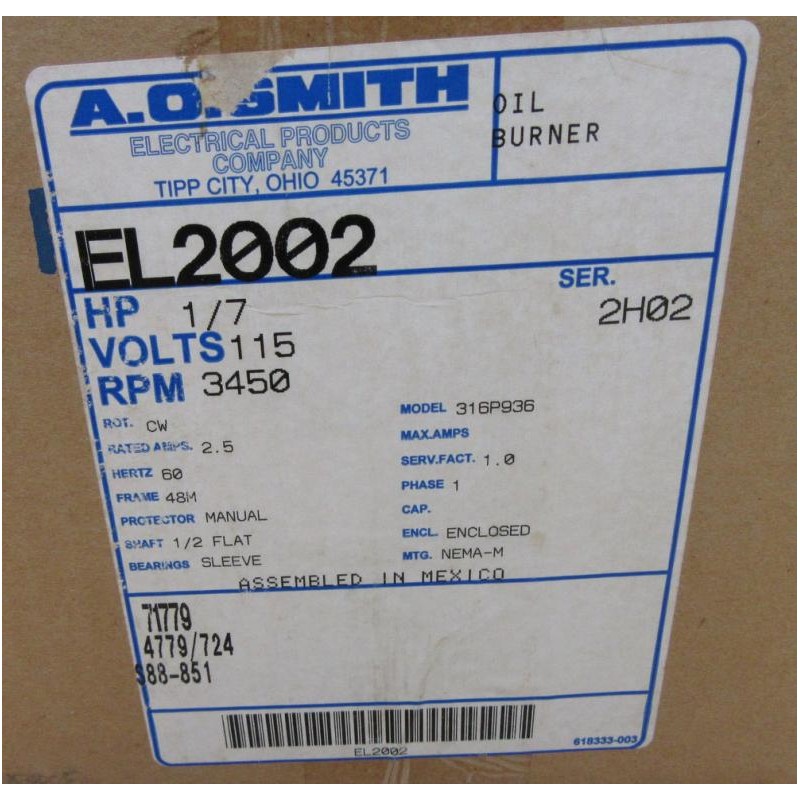 A.O.SMITH
ELECTRICAL PRODUCTS
COMPANY
TIPP CITY, OHIO 45371
OIL
BURNER
EL2002
SER.
2H02
HP 1/7
VOLTS 115
RPM 3450
ROT. CW
RATED AMPS. 2.5
HERTZ 60
FRAME 48M
PROTECTOR MANUAL
SHAFT 1/2 FLAT
BEARINGS SLEEVE
MODEL 316P936
MAX.AMPS
SERV.FACT. 1.0
PHASE 1
CAP.
ENCL. ENCLOSED
MTG. NEMA-M
ASSEMBLED IN MEXICO
71779
4779/724
S88-851
EL2002
618333-003